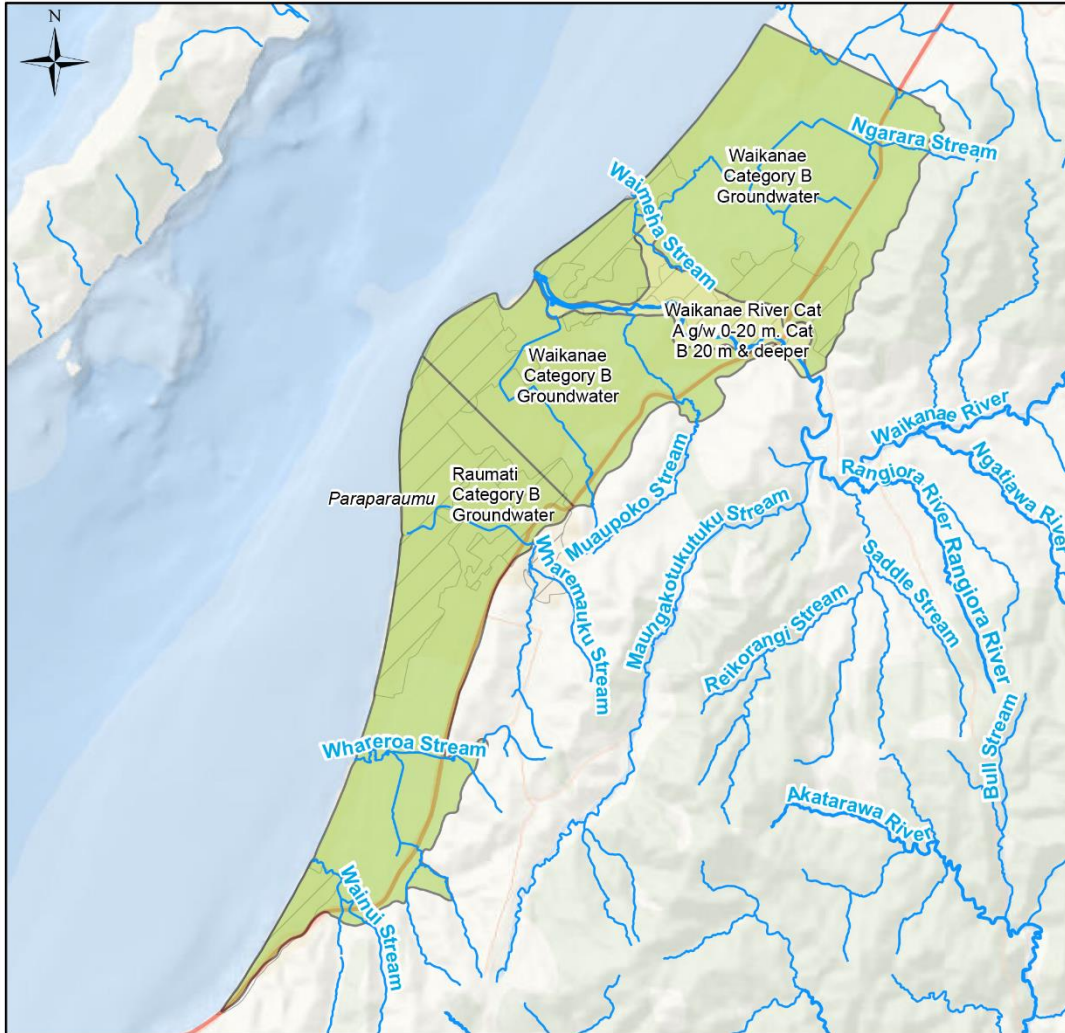 N
Ngarara Stream
Waikanae
Category B
Groundwater
Waimeha Stream
Waikanae River Cat
A g/w 0-20 m. Cat
B 20 m & deeper
Waikanae
Category B
Groundwater
Waikanae River
Ngatiawa River
Rangiora River
Rangiora River
Raumati
Category B
Groundwater
Paraparaumu
Muaupoko Stream
Maungakotukutuku Stream
Wharemauku Stream
Saddle Stream
Reikorangi Stream
Bull Stream
Whareroa Stream
Akatarawa River
Wainui Stream